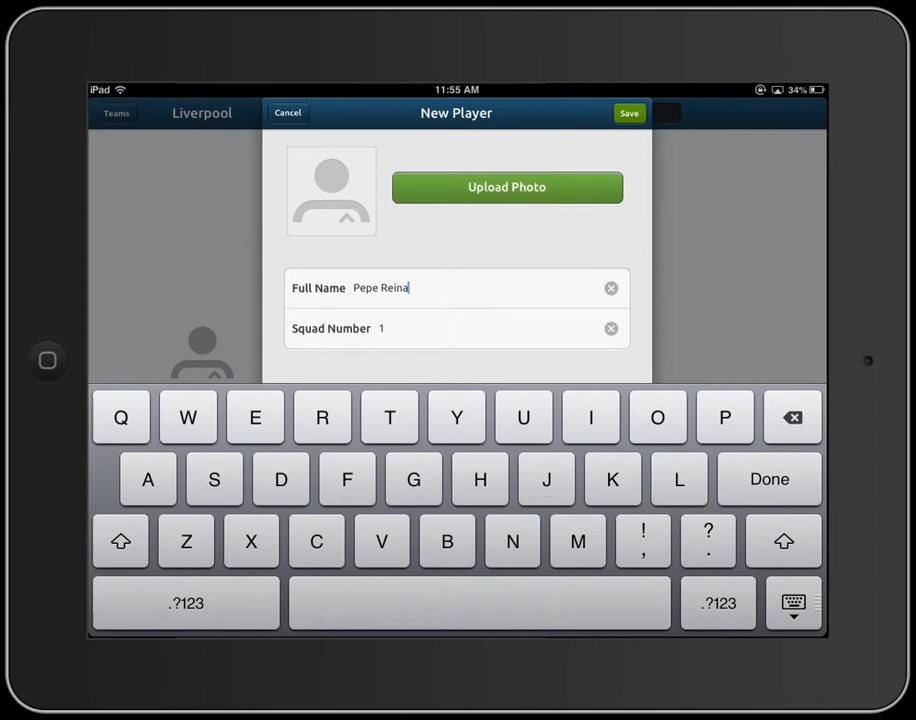 iPad 11:55 AM 34%
Teams Liverpool Cancel New Player Save
Upload Photo
Full Name Pepe Reina
Squad Number 1
Q W E R T Y U I O P
A S D F G H J K L Done
Z X C V B N M ! , ? .
.?123 .?123